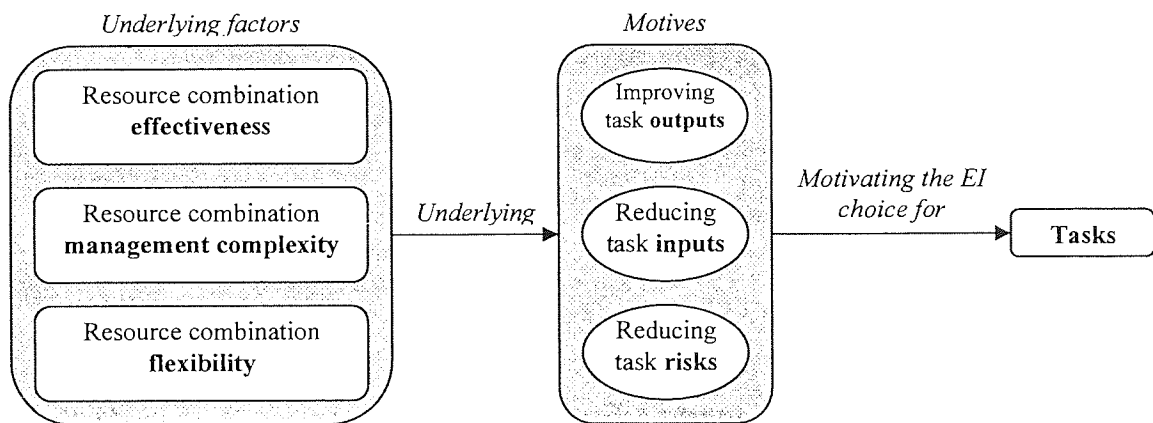 Underlying factors
Resource combination
effectiveness
Resource combination
management complexity
Resource combination
flexibility
Underlying
Motives
Improving
task outputs
Reducing
task inputs
Reducing
task risks
Motivating the EI
choice for
Tasks